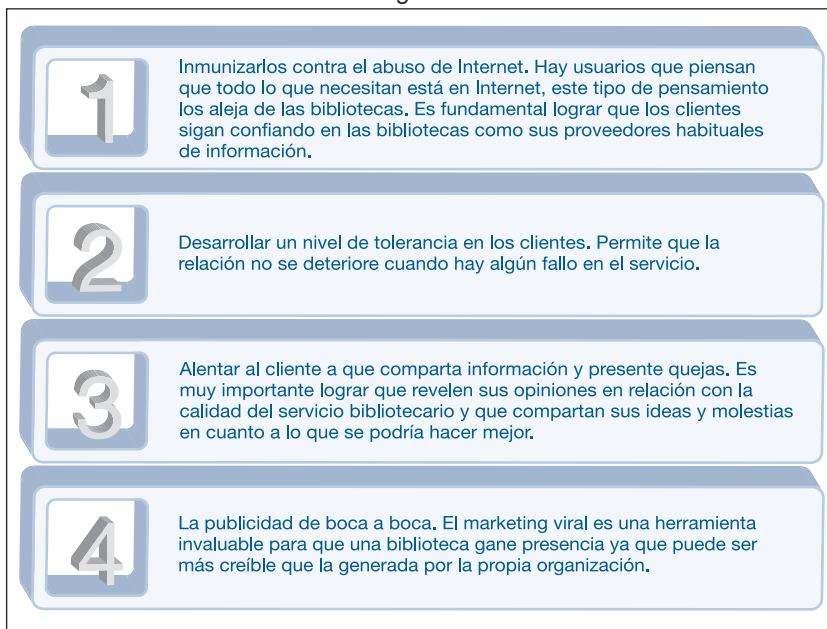 1
Inmunizarlos contra el abuso de Internet. Hay usuarios que piensan
que todo lo que necesitan está en Internet, este tipo de pensamiento
los aleja de las bibliotecas. Es fundamental lograr que los clientes
sigan confiando en las bibliotecas como sus proveedores habituales
de información.
2
Desarrollar un nivel de tolerancia en los clientes. Permite que la
relación no se deteriore cuando hay algún fallo en el servicio.
3
Alentar al cliente a que comparta información y presente quejas. Es
muy importante lograr que revelen sus opiniones en relación con la
calidad del servicio bibliotecario y que compartan sus ideas y molestias
en cuanto a lo que se podría hacer mejor.
4
La publicidad de boca a boca. El marketing viral es una herramienta
invaluable para que una biblioteca gane presencia ya que puede ser
más creíble que la generada por la propia organización.